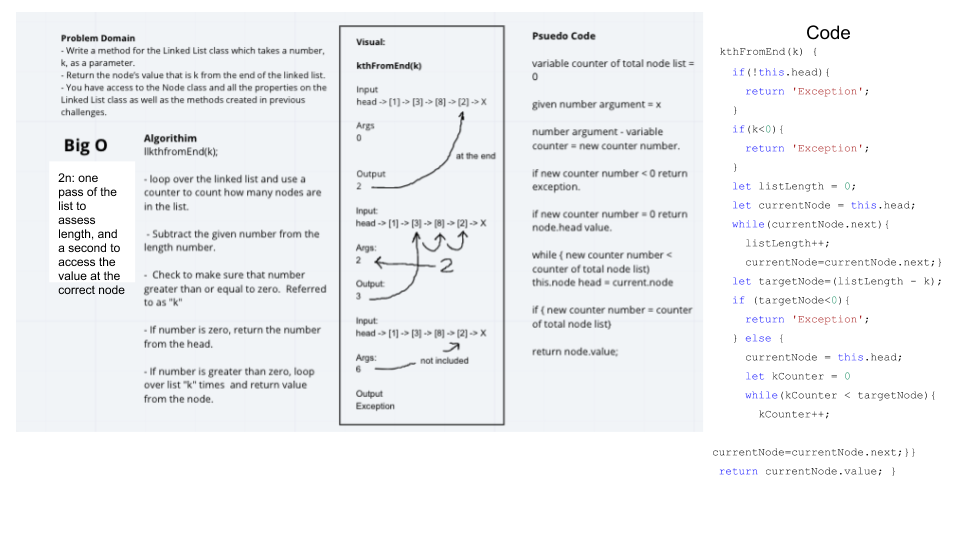 Problem Domain
- Write a method for the Linked List class which takes a number,
k, as a parameter.
- Return the node's value that is k from the end of the linked list.
- You have access to the Node class and all the properties on the
Linked List class as well as the methods created in previous
challenges.
Big O
2n: one
pass of the
list to
assess
length, and
a second to
access the
value at the
correct node
Algorithim
llkthfromEnd(k);
- loop over the linked list and use a
counter to count how many nodes are
in the list.
- Subtract the given number from the
length number.
- Check to make sure that number
greater than or equal to zero. Referred
to as "k"
- If number is zero, return the number
from the head.
- If number is greater than zero, loop
over list "k" times and return value
from the node.
Visual:
kthFromEnd(k)
Input
head -> [1] -> [3] -> [8] -> [2] -> X
Args
0
at the end
Output
2
Input:
head -> [1] -> [3] -> [8] -> [2] -> X
Args:
2
2
Output:
3
Input:
head -> [1] -> [3] -> [8] -> [2] -> X
Args:
6
not included
Output
Exception
Psuedo Code
variable counter of total node list =
0
given number argument = x
number argument - variable
counter = new counter number.
if new counter number < 0 return
exception.
if new counter number = 0 return
node.head value.
while ( new counter number <
counter of total node list)
this.node head = current.node
if ( new counter number = counter
of total node list)
return node.value;
Code
kthFromEnd(k) {
if(!this.head){
return 'Exception';
}
if(k<0){
return 'Exception';
}
let listLength = 0;
let currentNode = this.head;
while(currentNode.next){
listLength++;
currentNode=currentNode.next;}
let targetNode=(listLength - k);
if (targetNode<0){
return 'Exception';
} else {
currentNode = this.head;
let kCounter = 0
while(kCounter < targetNode){
kCounter++;
currentNode=currentNode.next;}}
return currentNode.value; }